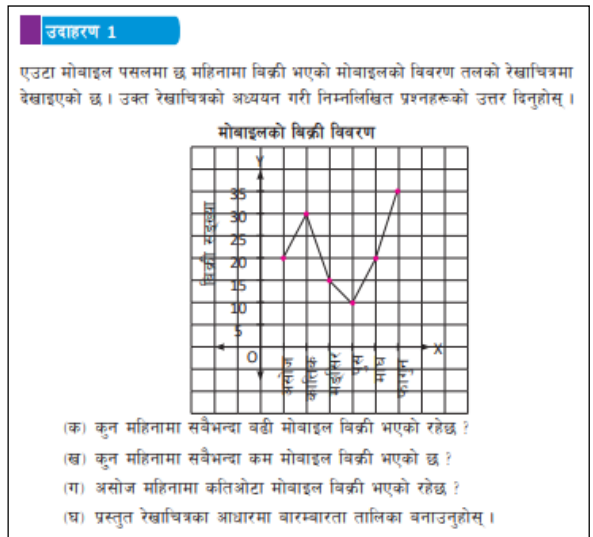 उदाहरण 1
एउटा मोबाइल पसलमा छ महिनामा बिक्री भएको मोबाइलको विवरण तलको रेखाचित्रमा
देखाइएको छ । उक्त रेखाचित्रको अध्ययन गरी निम्नलिखित प्रश्नहरूको उत्तर दिनुहोस् ।
मोबाइलको बिक्री विवरण
Y
बिक्री सङ्ख्या
35
30
25
20
15
10
5
O
X
असोज
कात्तिक
मङ्सिर
पुस
माघ
फागुन
(क) कुन महिनामा सबैभन्दा बढी मोबाइल बिक्री भएको रहेछ ?
(ख) कुन महिनामा सबैभन्दा कम मोबाइल बिक्री भएको छ ?
(ग) असोज महिनामा कतिओटा मोबाइल बिक्री भएको रहेछ ?
(घ) प्रस्तुत रेखाचित्रका आधारमा बारम्बारता तालिका बनाउनुहोस् ।